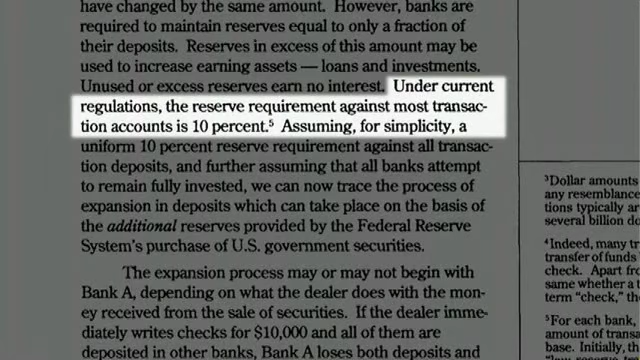 have changed by the same amount. However, banks are
required to maintain reserves equal to only a fraction of
their deposits. Reserves in excess of this amount may be
used to increase earning assets — loans and investments.
Unused or excess reserves earn no interest. Under current
regulations, the reserve requirement against most transac-
tion accounts is 10 percent.⁵ Assuming, for simplicity, a
uniform 10 percent reserve requirement against all transac-
tion deposits, and further assuming that all banks attempt
to remain fully invested, we can now trace the process of
expansion in deposits which can take place on the basis of
the additional reserves provided by the Federal Reserve
System's purchase of U.S. government securities.
The expansion process may or may not begin with
Bank A, depending on what the dealer does with the mon-
ey received from the sale of securities. If the dealer imme-
diately writes checks for $10,000 and all of them are
deposited in other banks, Bank A loses both deposits and
³Dollar amounts
any resemblance
tions typically ar
several billion do
⁴Indeed, many tr
transfer of funds
check. Apart fro
same whether a t
term "check," the
⁵For each bank,
amount of transa
base. Initially, th